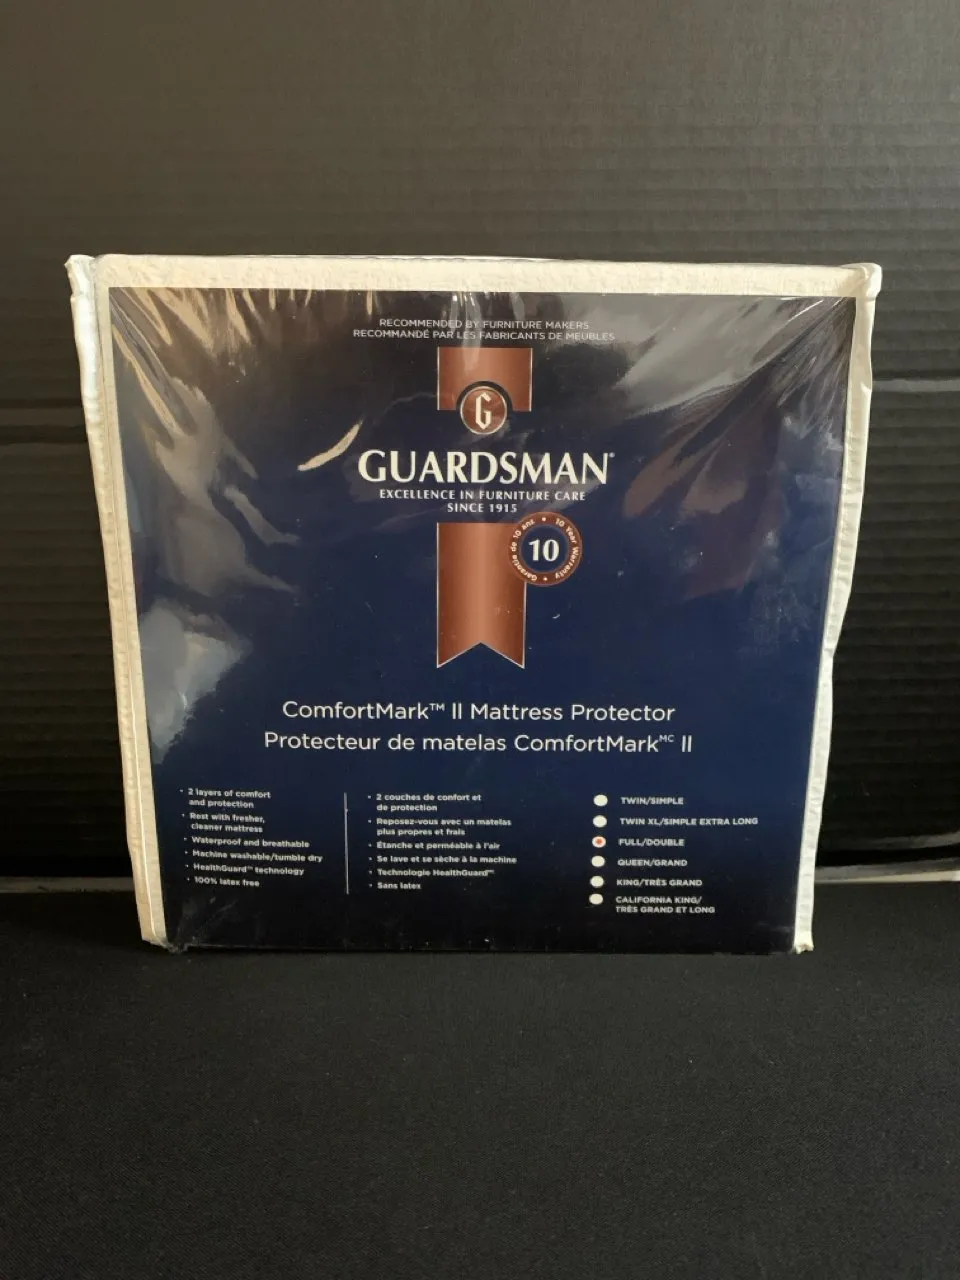 RECOMMENDED BY FURNITURE MAKERS
RECOMMANDÉ PAR LES FABRICANTS DE MEUBLES
G
GUARDSMAN®
EXCELLENCE IN FURNITURE CARE
SINCE 1915
10 Year Warranty • Garantie de 10 ans •
10
ComfortMark™ II Mattress Protector
Protecteur de matelas ComfortMarkMC II
• 2 layers of comfort
and protection
• Rest with fresher,
cleaner mattress
• Waterproof and breathable
• Machine washable/tumble dry
• HealthGuard™ technology
• 100% latex free
• 2 couches de confort et
de protection
• Reposez-vous avec un matelas
plus propres et frais
• Étanche et perméable à l'air
• Se lave et se sèche à la machine
• Technologie HealthGuard™
• Sans latex
TWIN/SIMPLE
TWIN XL/SIMPLE EXTRA LONG
FULL/DOUBLE
QUEEN/GRAND
KING/TRÈS GRAND
CALIFORNIA KING/
TRÈS GRAND ET LONG